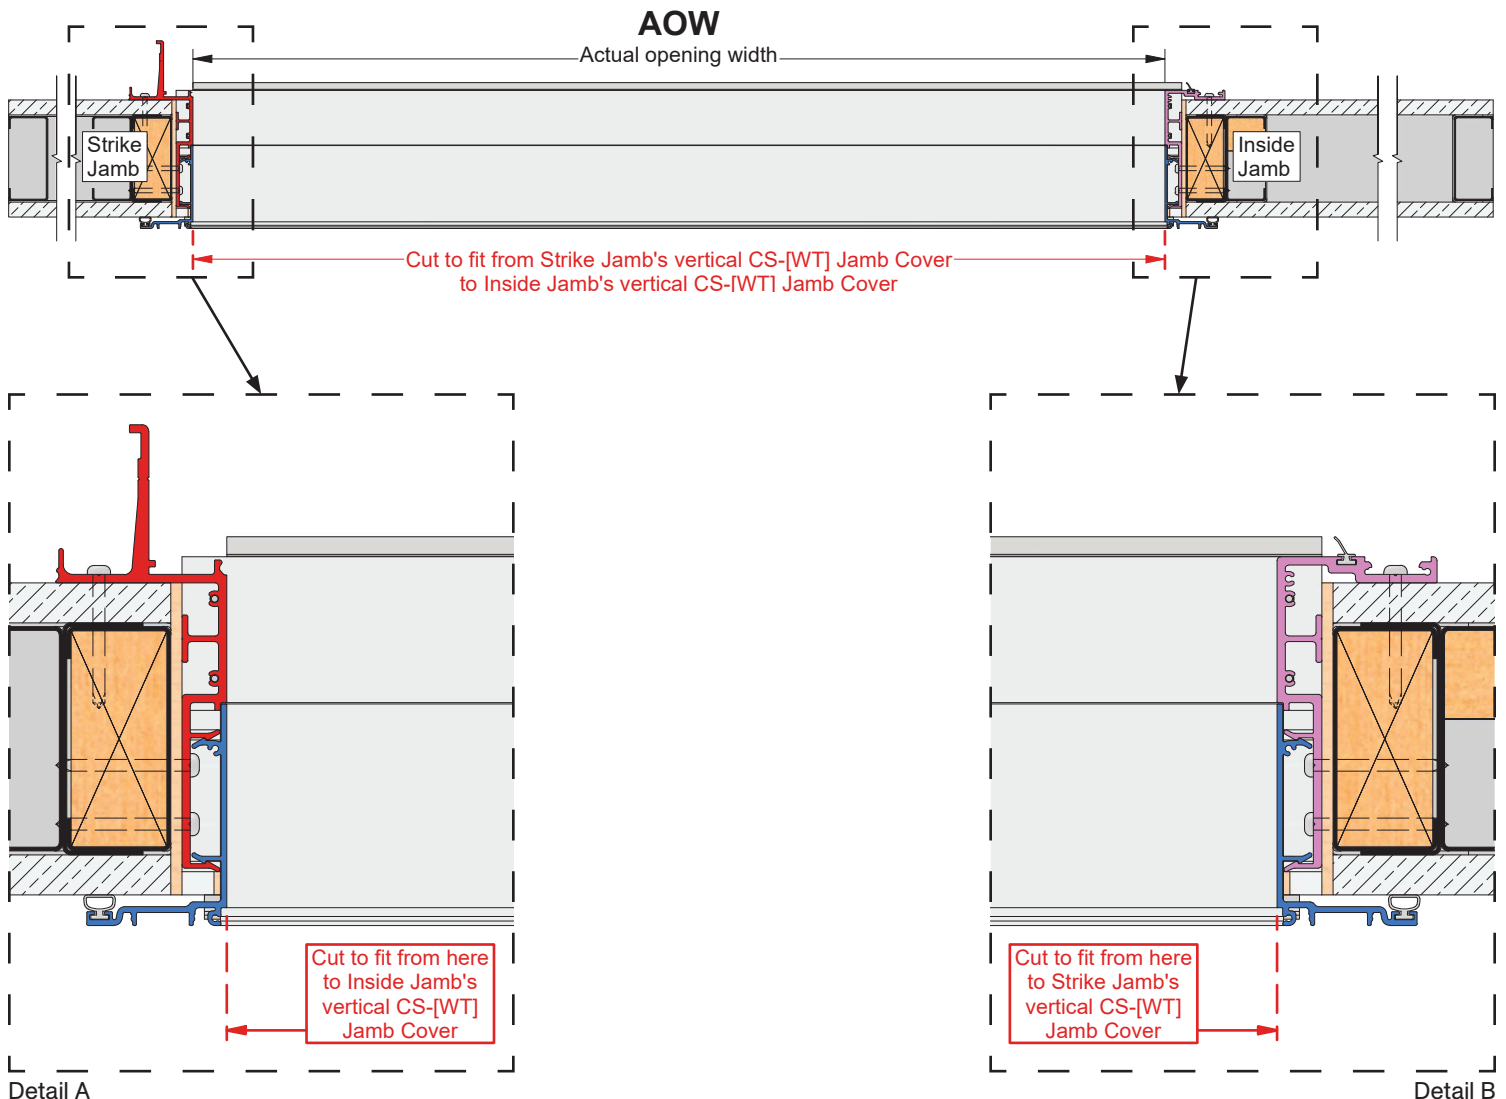 AOW
Actual opening width
Strike
Jamb
Inside
Jamb
Cut to fit from Strike Jamb's vertical CS-[WT] Jamb Cover
to Inside Jamb's vertical CS-[WT] Jamb Cover
Cut to fit from here
to Inside Jamb's
vertical CS-[WT]
Jamb Cover
Cut to fit from here
to Strike Jamb's
vertical CS-[WT]
Jamb Cover
Detail A
Detail B